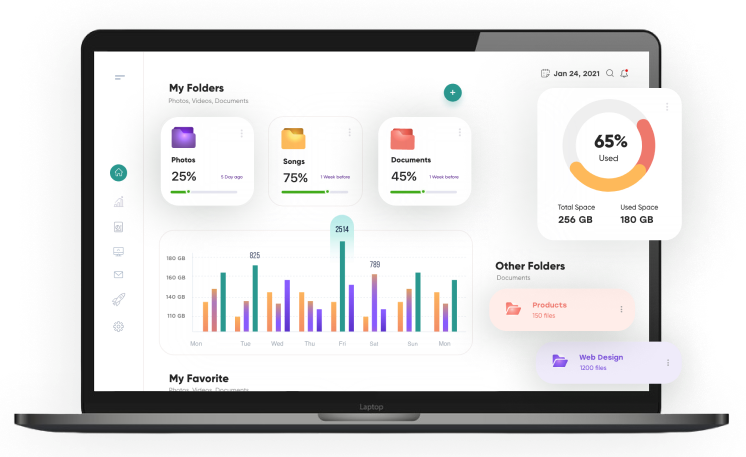 Jan 24, 2021
My Folders
Photos, Videos, Documents
+
Photos
25%
5 Day ago
Songs
75%
1 Week before
Documents
45%
1 Week before
65%
Used
Total Space
256 GB
Used Space
180 GB
2514
825
789
180 GB
160 GB
140 GB
110 GB
Mon Tue Wed Thu Fri Sat Sun Mon
Other Folders
Documents
Products
150 files
Web Design
1200 files
My Favorite
Photos, Videos, Documents
Laptop